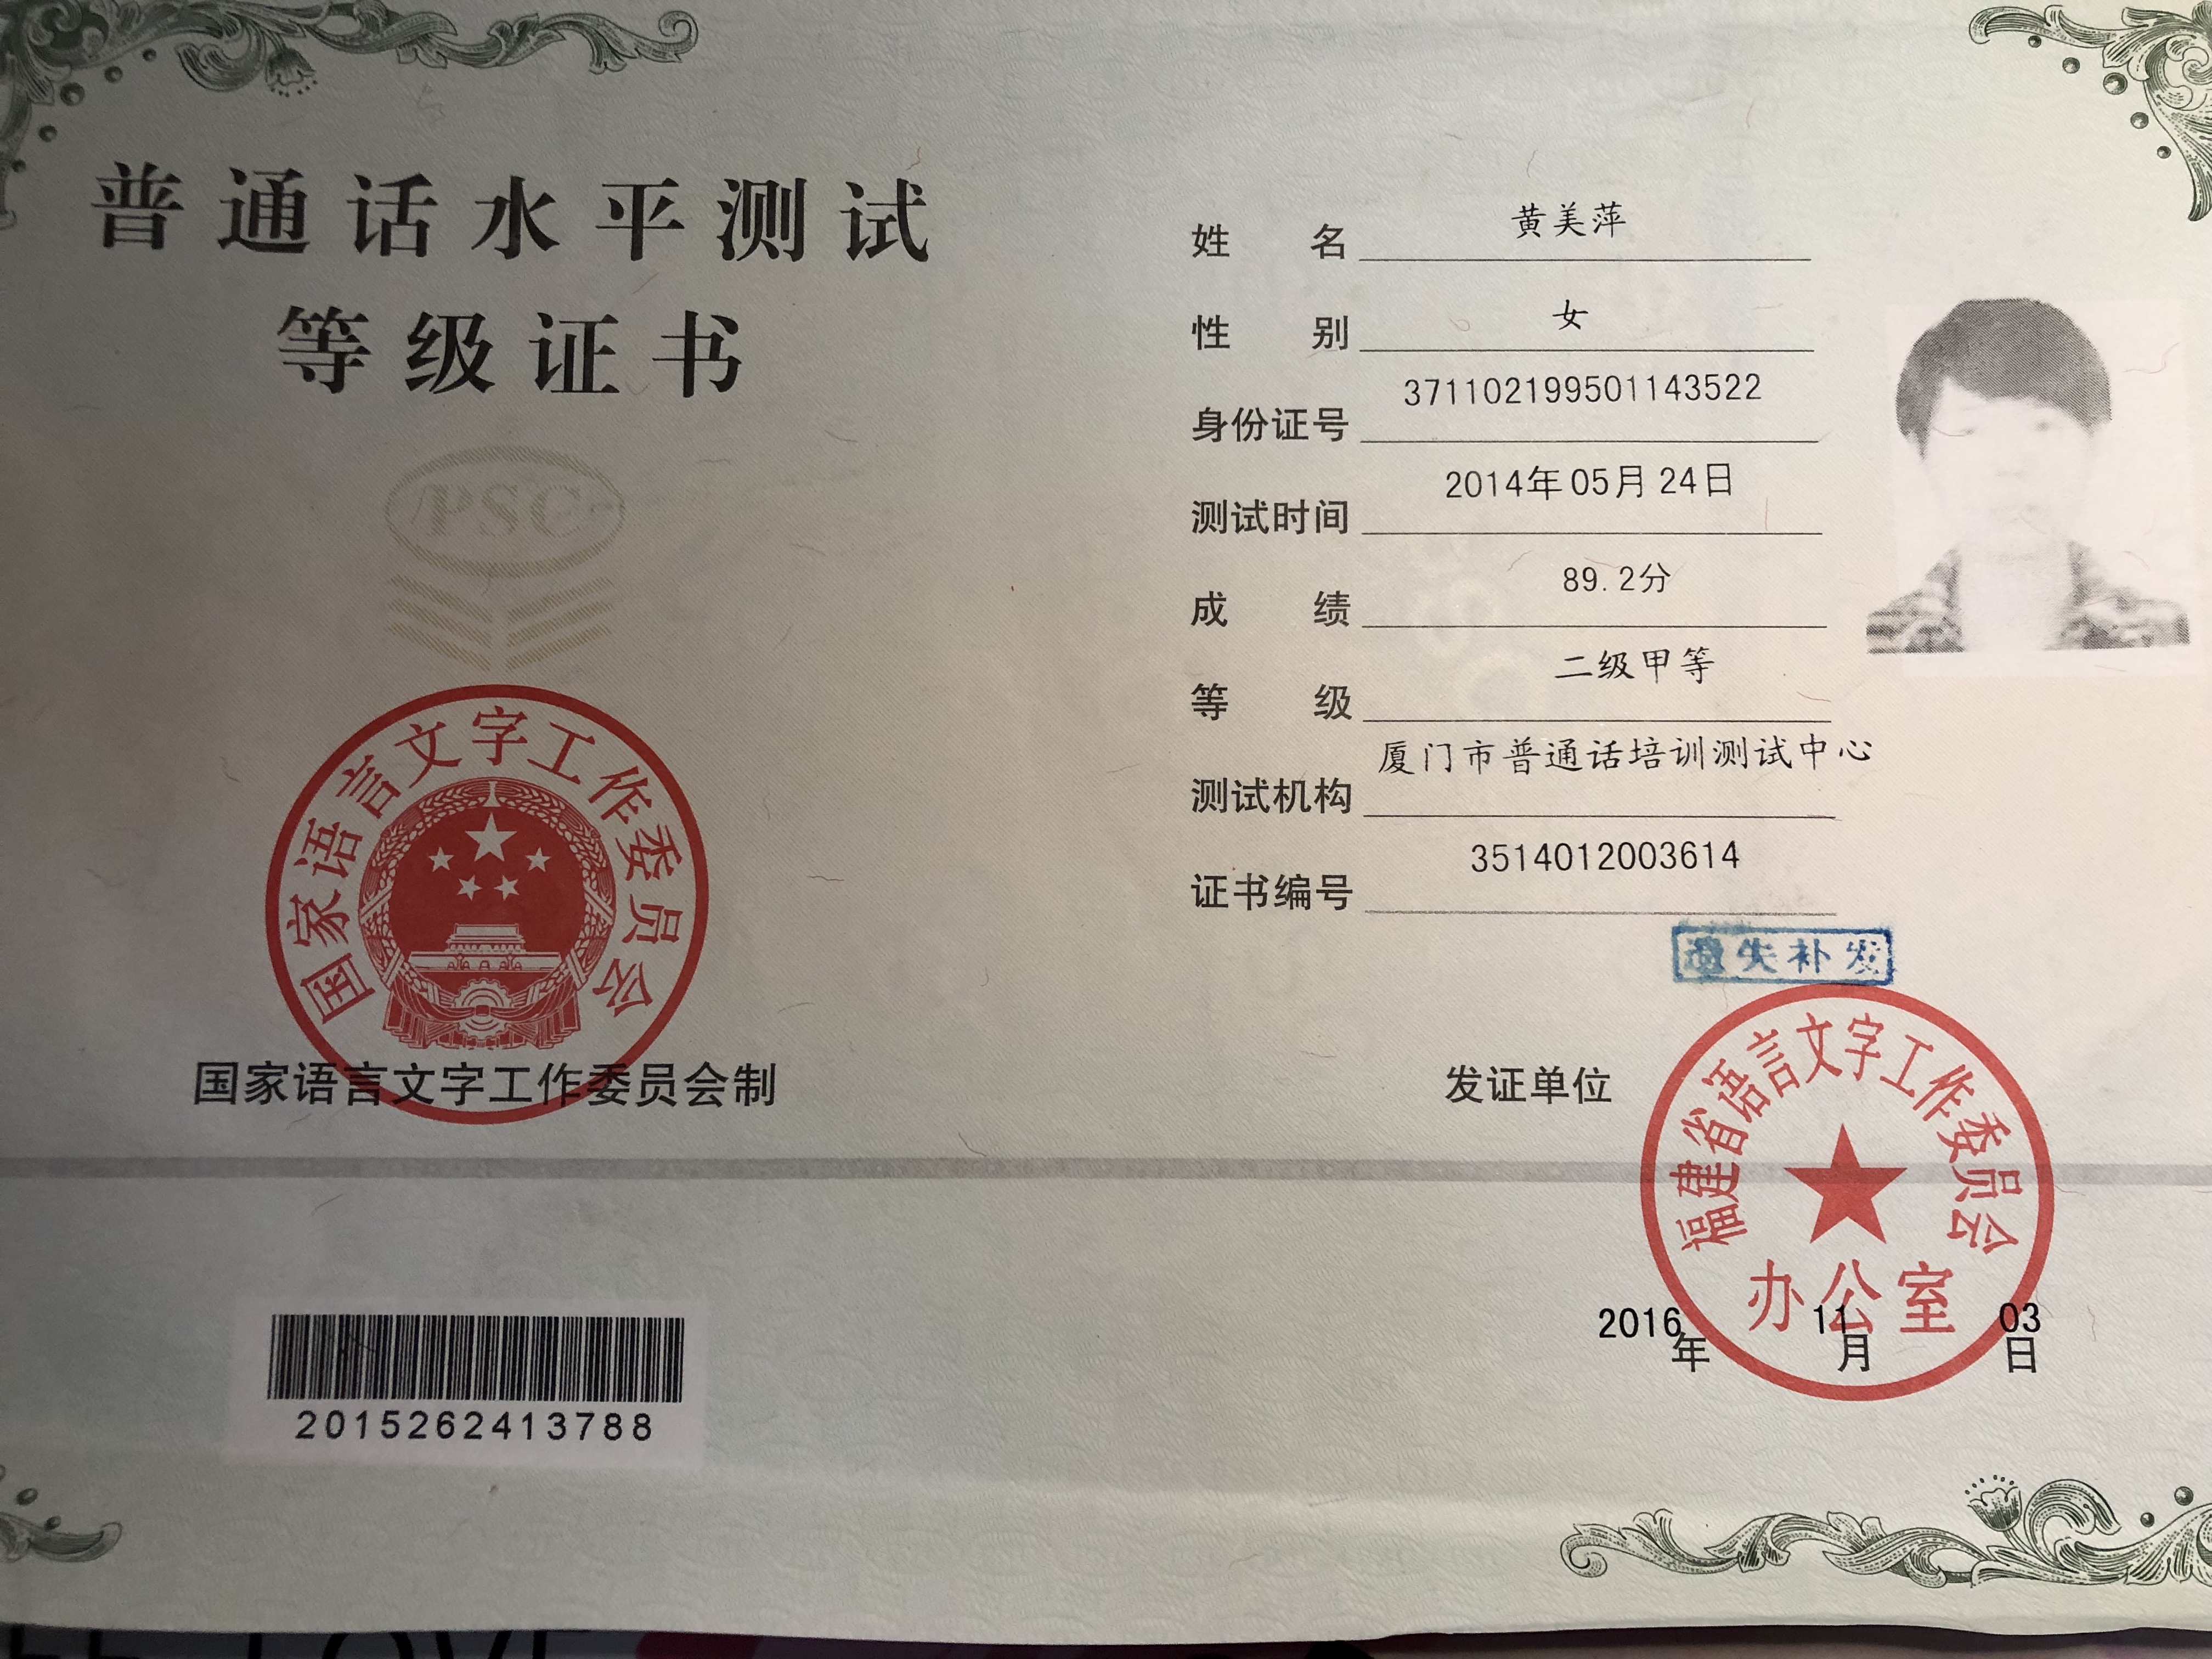 普通话水平测试
等级证书
PSC
国家语言文字工作委员会
国家语言文字工作委员会制
2015262413788
姓 名 黄美萍
性 别 女
身份证号 371102199501143522
测试时间 2014年05月24日
成 绩 89.2分
等 级 二级甲等
测试机构 厦门市普通话培训测试中心
证书编号 3514012003614
遗失补发
发证单位
福建省语言文字工作委员会
办公室
2016年11月03日